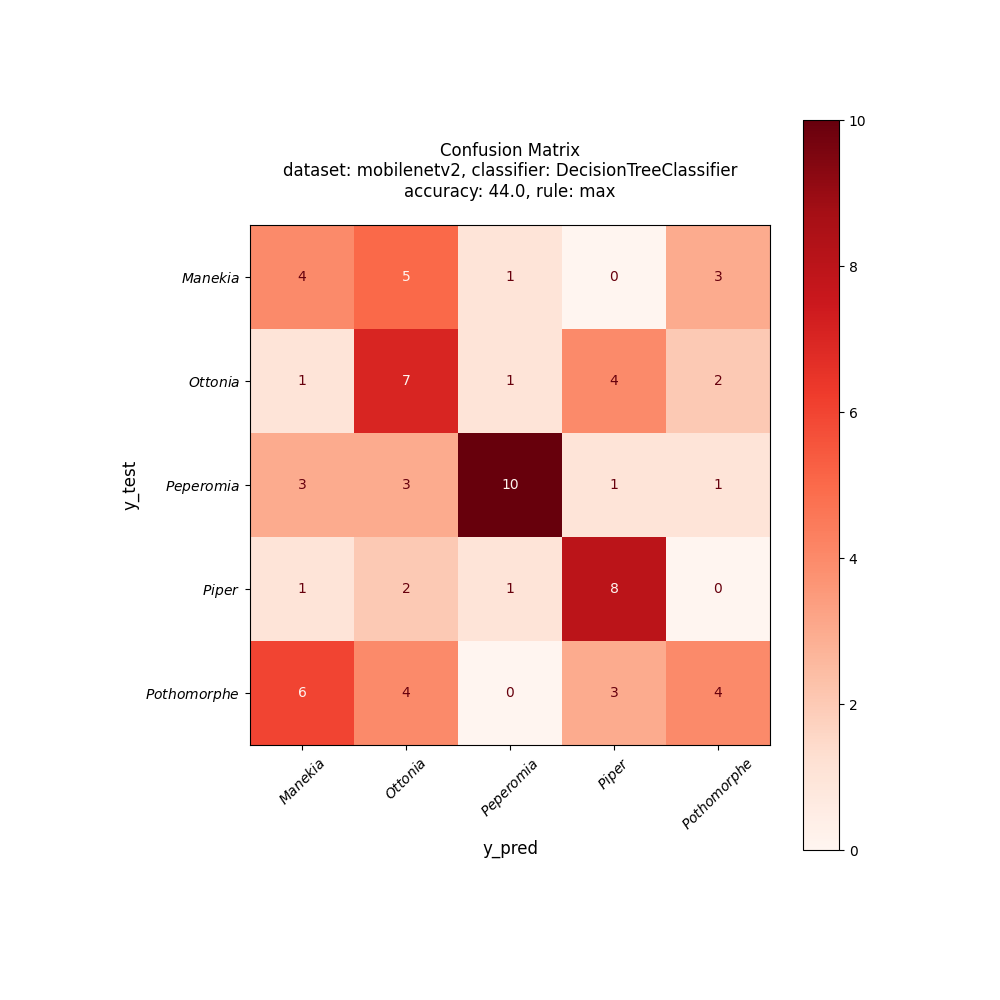 Confusion Matrix
dataset: mobilenetv2, classifier: DecisionTreeClassifier
accuracy: 44.0, rule: max
10
8
6
4
2
0
y_test
Manekia 4 5 1 0 3
Ottonia 1 7 1 4 2
Peperomia 3 3 10 1 1
Piper 1 2 1 8 0
Pothomorphe 6 4 0 3 4
Manekia Ottonia Peperomia Piper Pothomorphe
y_pred